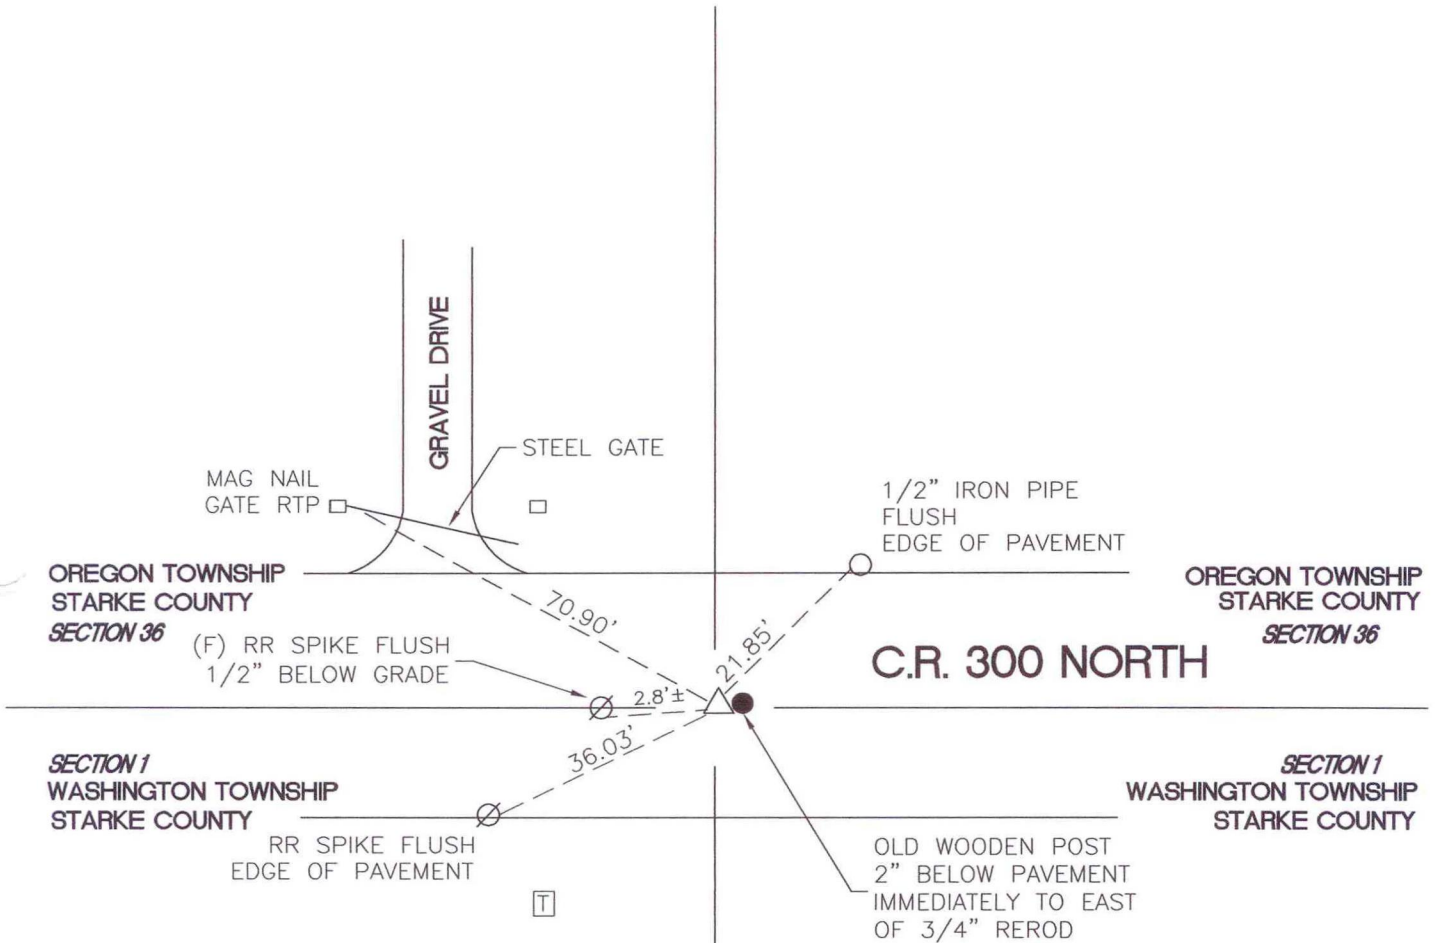 GRAVEL DRIVE
STEEL GATE
MAG NAIL
GATE RTP
1/2" IRON PIPE
FLUSH
EDGE OF PAVEMENT
OREGON TOWNSHIP
STARKE COUNTY
SECTION 36
OREGON TOWNSHIP
STARKE COUNTY
SECTION 36
70.90'
21.85'
(F) RR SPIKE FLUSH
1/2" BELOW GRADE
C.R. 300 NORTH
2.8'±
36.03'
SECTION 1
WASHINGTON TOWNSHIP
STARKE COUNTY
SECTION 1
WASHINGTON TOWNSHIP
STARKE COUNTY
RR SPIKE FLUSH
EDGE OF PAVEMENT
OLD WOODEN POST
2" BELOW PAVEMENT
IMMEDIATELY TO EAST
OF 3/4" REROD
T